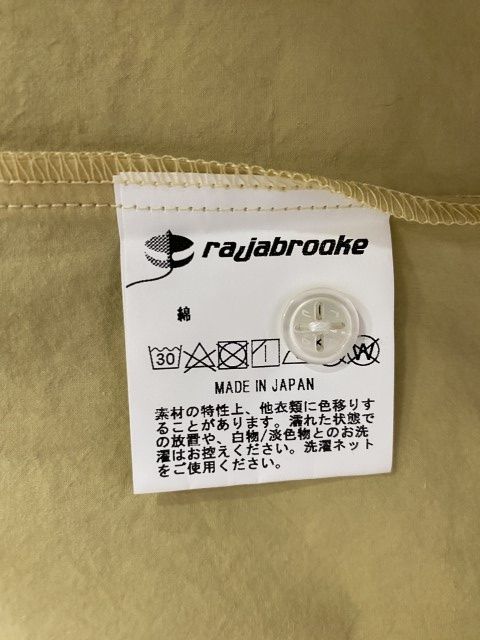 rajabrooke
綿
30
W
MADE IN JAPAN
素材の特性上、他衣類に色移りす
ることがあります。濡れた状態で
の放置や、白物/淡色物とのお洗
濯はお控えください。洗濯ネット
をご使用ください。